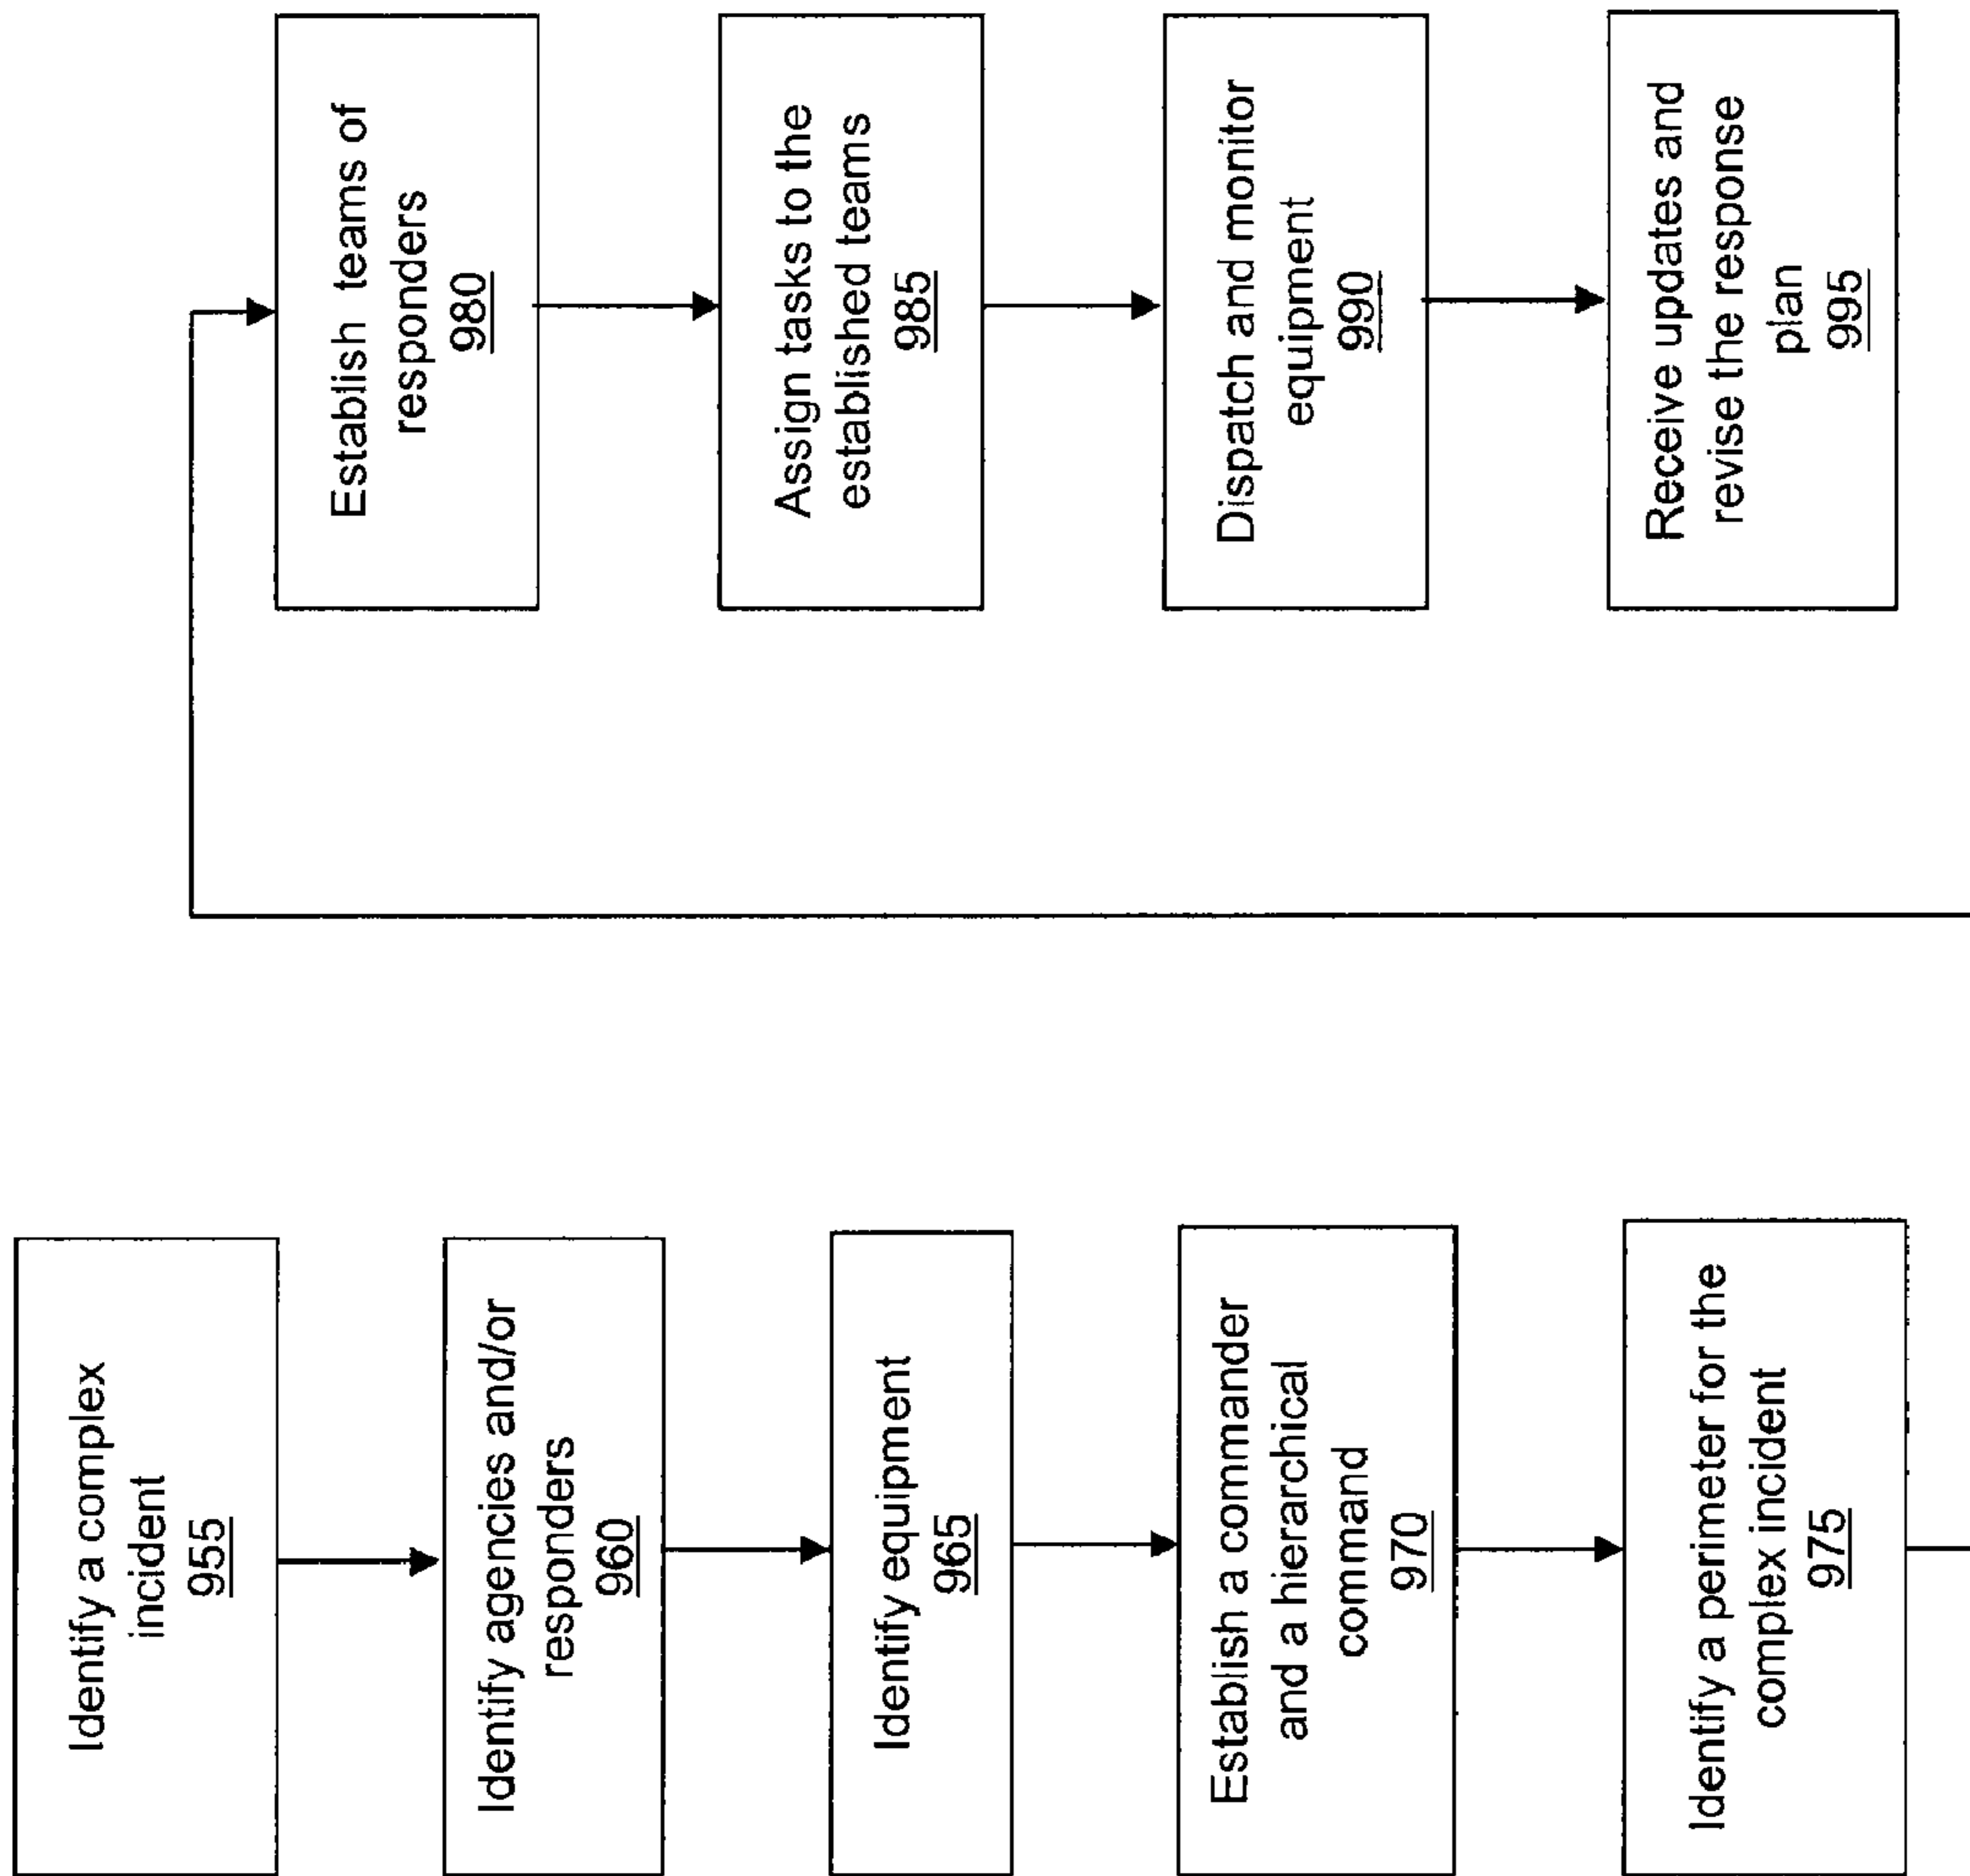 Identify a complex
incident
955
Identify agencies and/or
responders
960
Identify equipment
965
Establish a commander
and a hierarchical
command
970
Identify a perimeter for the
complex incident
975
Establish teams of
responders
980
Assign tasks to the
established teams
985
Dispatch and monitor
equipment
990
Receive updates and
revise the response
plan
995